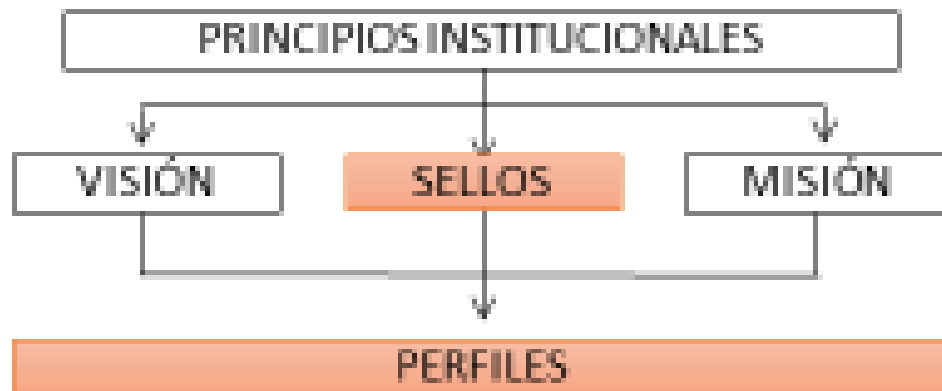 PRINCIPIOS INSTITUCIONALES
VISIÓN SELLOS MISIÓN
PERFILES